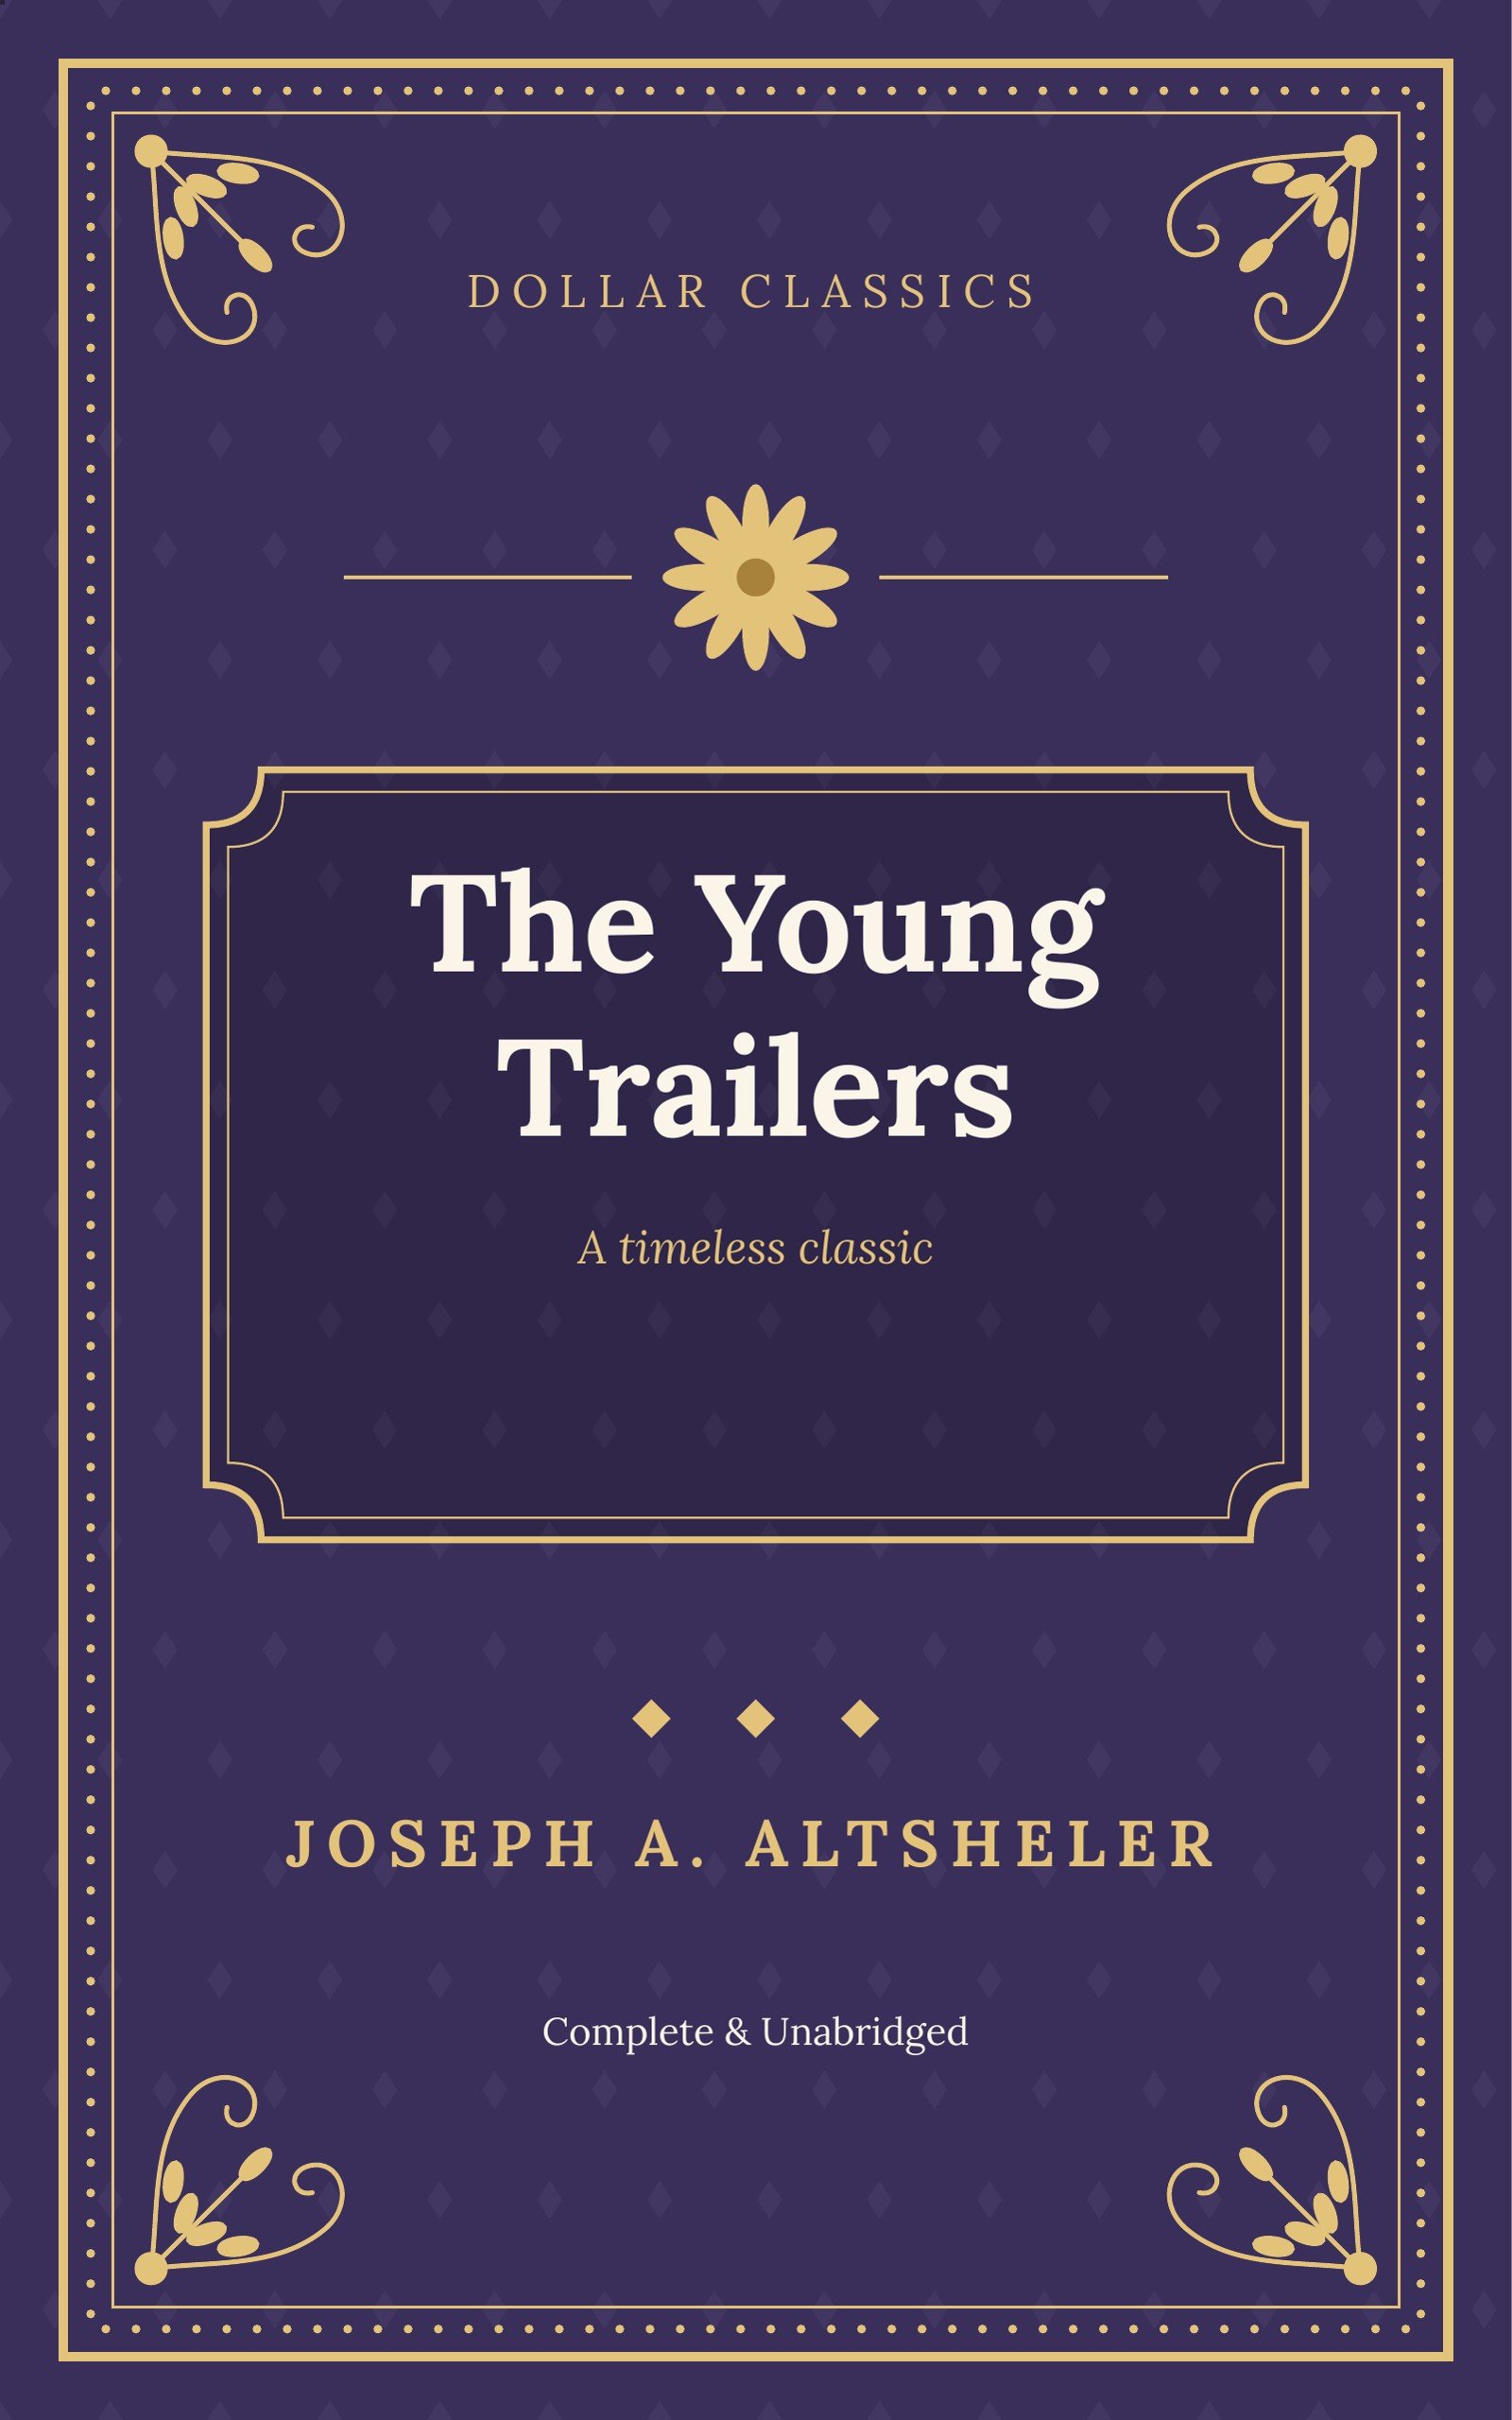 DOLLAR CLASSICS
The Young
Trailers
A timeless classic
JOSEPH A. ALTSHELER
Complete & Unabridged